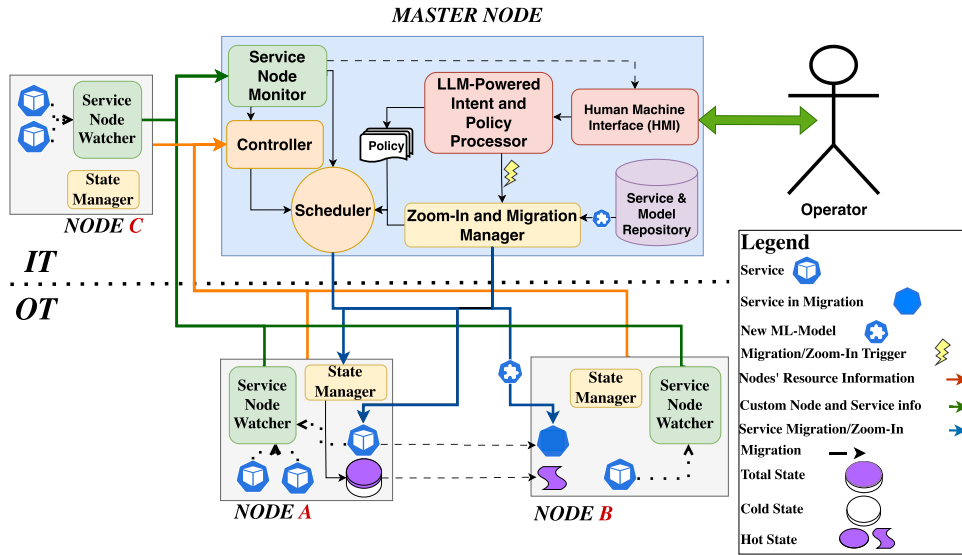 MASTER NODE
Service
Node
Monitor
LLM-Powered
Intent and
Policy
Processor
Human Machine
Interface (HMI)
Controller
Policy
Scheduler
Zoom-In and Migration
Manager
Service &
Model
Repository
Operator
Service
Node
Watcher
State
Manager
NODE C
IT
OT
State
Manager
Service
Node
Watcher
NODE A
State
Manager
Service
Node
Watcher
NODE B
Legend
Service
Service in Migration
New ML-Model
Migration/Zoom-In Trigger
Nodes' Resource Information
Custom Node and Service info
Service Migration/Zoom-In
Migration
Total State
Cold State
Hot State